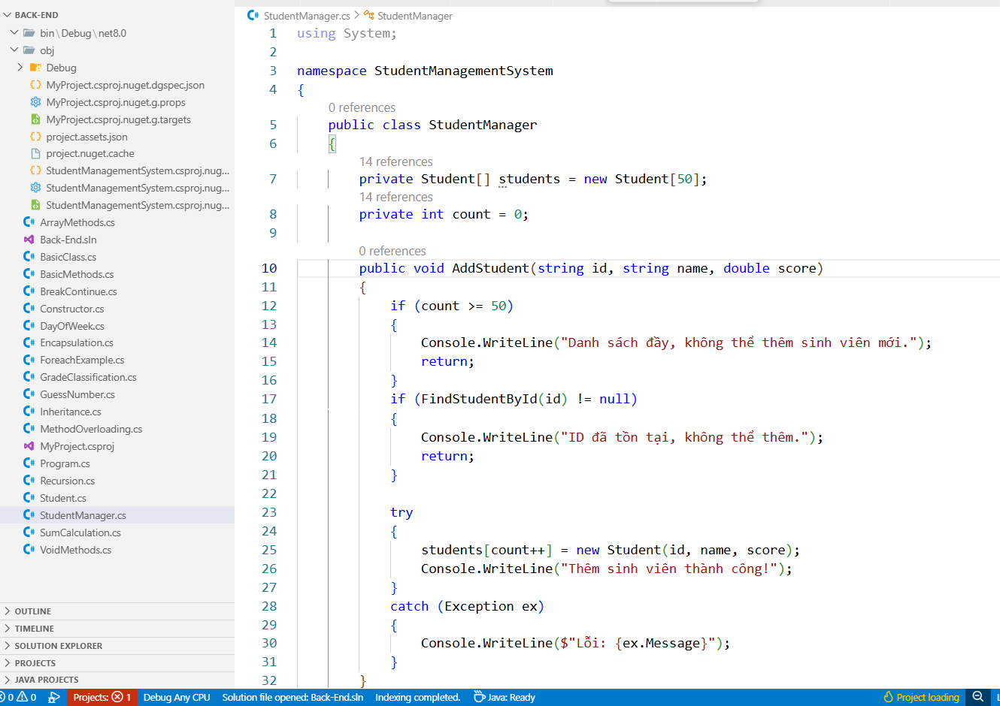 BACK-END
bin\Debug\net8.0
obj
Debug
MyProject.csproj.nuget.dgspec.json
MyProject.csproj.nuget.g.props
MyProject.csproj.nuget.g.targets
project.assets.json
project.nuget.cache
StudentManagementSystem.csproj.nug...
StudentManagementSystem.csproj.nug...
StudentManagementSystem.csproj.nug...
ArrayMethods.cs
Back-End.sln
BasicClass.cs
BasicMethods.cs
BreakContinue.cs
Constructor.cs
DayOfWeek.cs
Encapsulation.cs
ForeachExample.cs
GradeClassification.cs
GuessNumber.cs
Inheritance.cs
MethodOverloading.cs
MyProject.csproj
Program.cs
Recursion.cs
Student.cs
StudentManager.cs
SumCalculation.cs
VoidMethods.cs
OUTLINE
TIMELINE
SOLUTION EXPLORER
PROJECTS
JAVA PROJECTS
StudentManager.cs > StudentManager
1 using System;
2
3 namespace StudentManagementSystem
4 {
0 references
5 public class StudentManager
6 {
14 references
7 private Student[] students = new Student[50];
14 references
8 private int count = 0;
9
0 references
10 public void AddStudent(string id, string name, double score)
11 {
12 if (count >= 50)
13 {
14 Console.WriteLine("Danh sách đầy, không thể thêm sinh viên mới.");
15 return;
16 }
17 if (FindStudentById(id) != null)
18 {
19 Console.WriteLine("ID đã tồn tại, không thể thêm.");
20 return;
21 }
22
23 try
24 {
25 students[count++] = new Student(id, name, score);
26 Console.WriteLine("Thêm sinh viên thành công!");
27 }
28 catch (Exception ex)
29 {
30 Console.WriteLine($"Lỗi: {ex.Message}");
31 }
32 }
0 0 Projects: 1 Debug Any CPU Solution file opened: Back-End.sln Indexing completed. Java: Ready Project loading